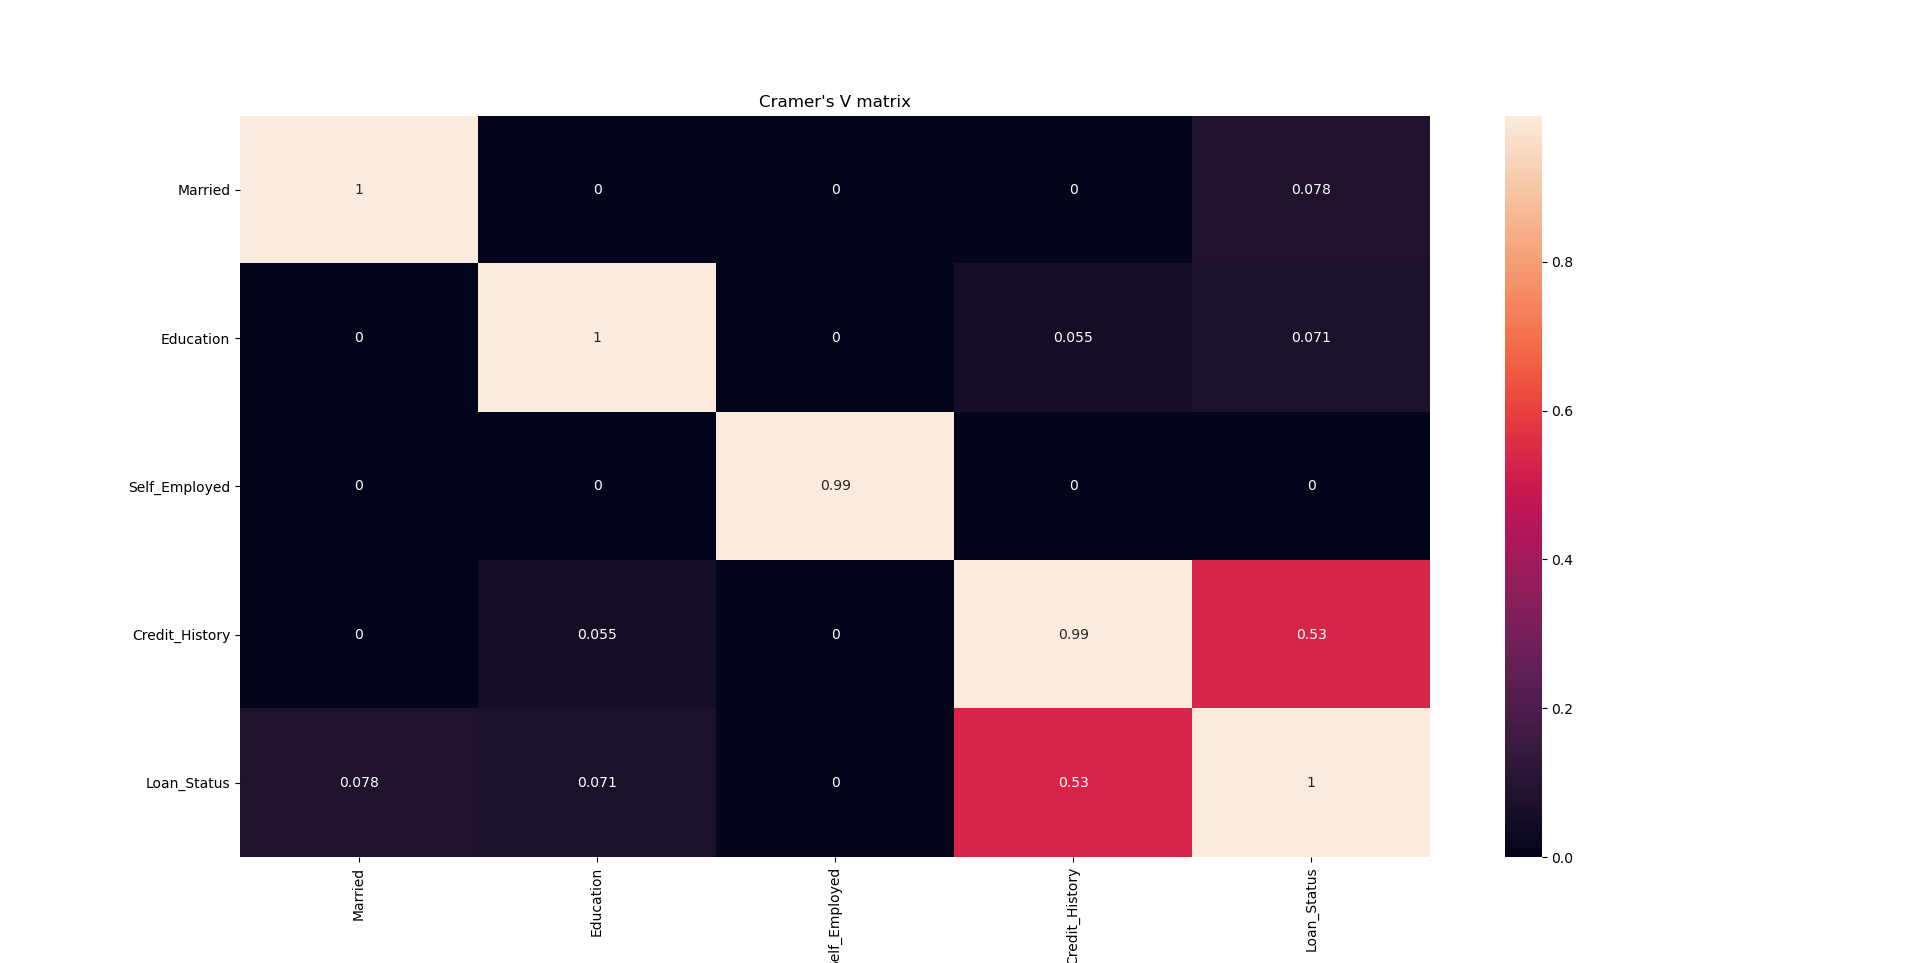 Cramer's V matrix
Married 1 0 0 0 0.078
Education 0 1 0 0.055 0.071
Self_Employed 0 0 0.99 0 0
Credit_History 0 0.055 0 0.99 0.53
Loan_Status 0.078 0.071 0 0.53 1
Married
Education
elf_Employed
Credit_History
Loan_Status
0.8
0.6
0.4
0.2
0.0